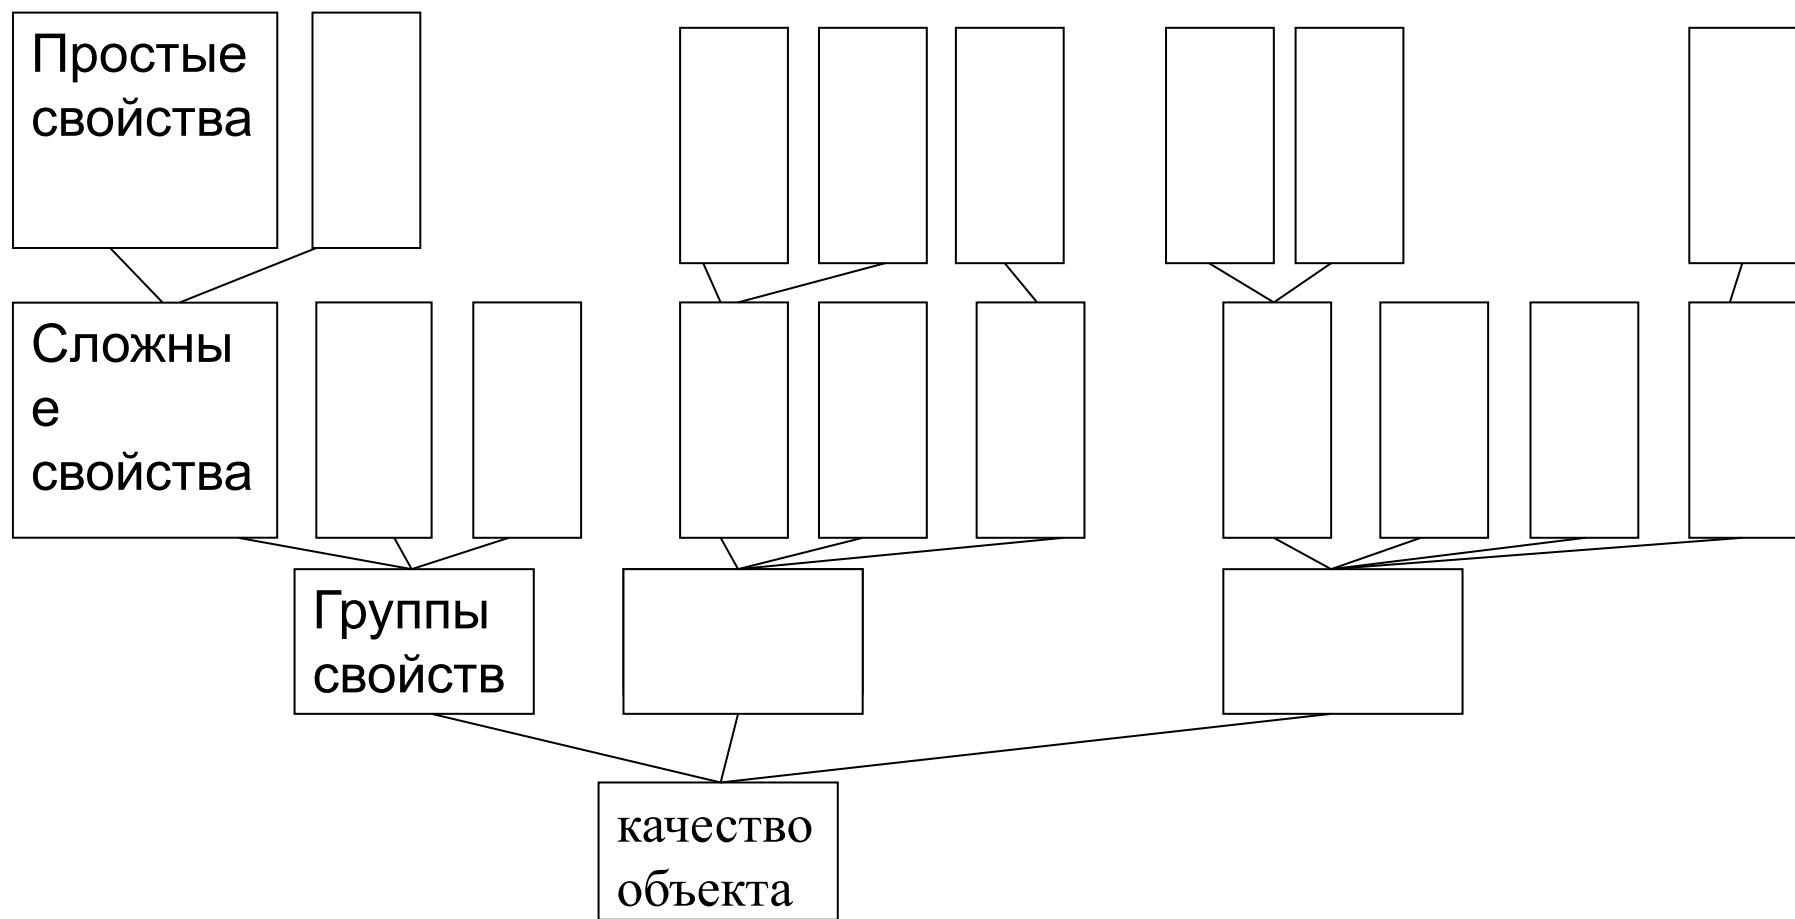 Простые
свойства
Сложны
е
свойства
Группы
свойств
качество
объекта